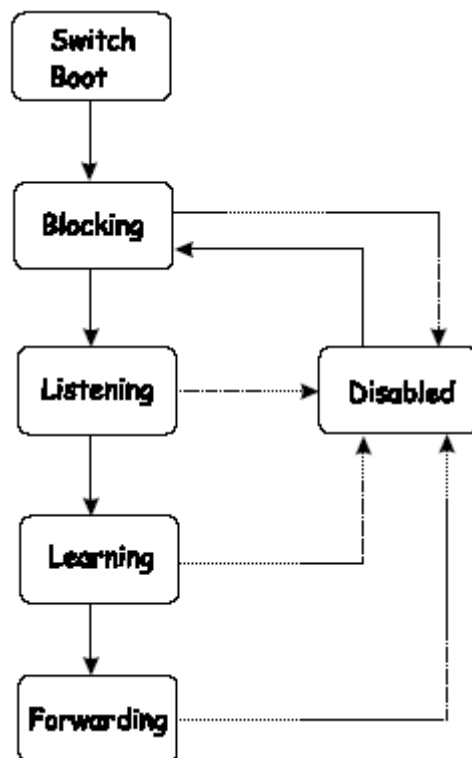 Switch
Boot
Blocking
Listening
Disabled
Learning
Forwarding